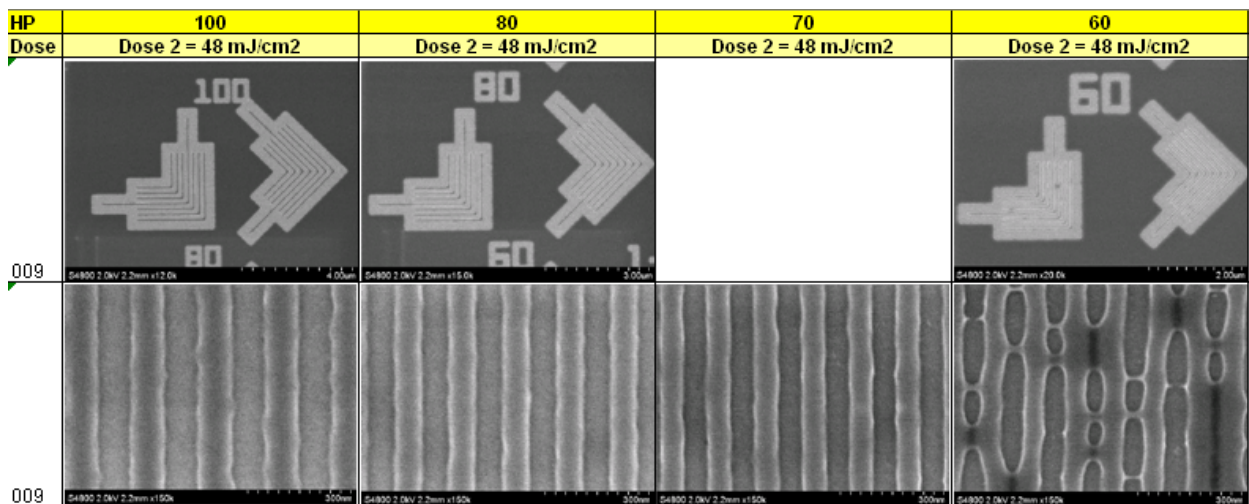 HP 100 80 70 60
Dose Dose 2 = 48 mJ/cm2 Dose 2 = 48 mJ/cm2 Dose 2 = 48 mJ/cm2 Dose 2 = 48 mJ/cm2
100 80 60
80 60 1.
009 S4800 2.0kV 2.2mm x12.0k 4.00um S4800 2.0kV 2.2mm x15.0k 3.00um S4800 2.0kV 2.2mm x20.0k 2.00um
009 S4800 2.0kV 2.2mm x150k 300nm S4800 2.0kV 2.2mm x150k 300nm S4800 2.0kV 2.2mm x150k 300nm S4800 2.0kV 2.2mm x150k 300nm